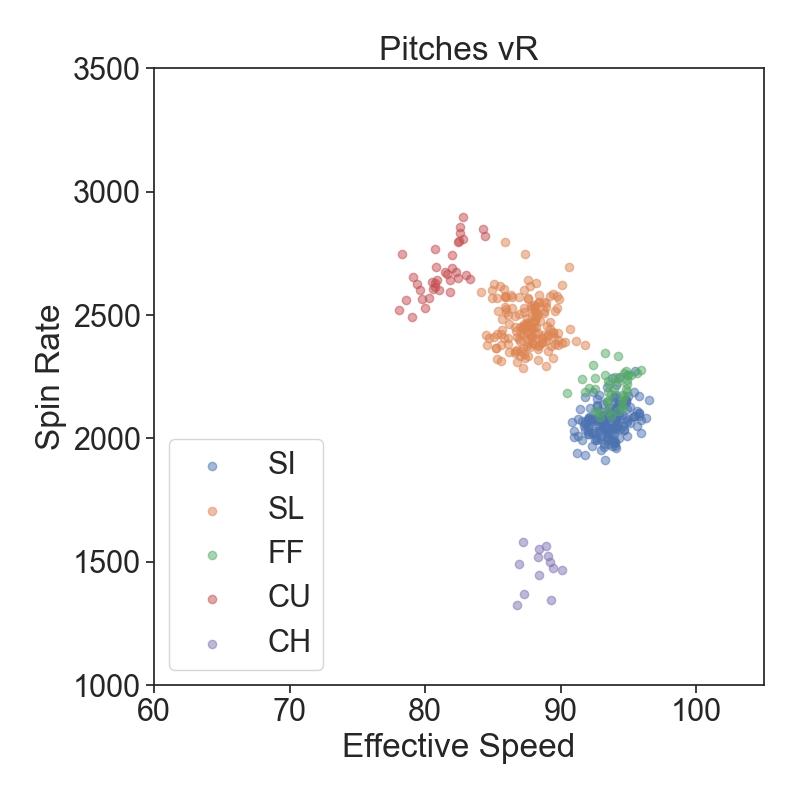 Pitches vR
3500
3000
2500
2000
1500
1000
Spin Rate
SI
SL
FF
CU
CH
60 70 80 90 100
Effective Speed